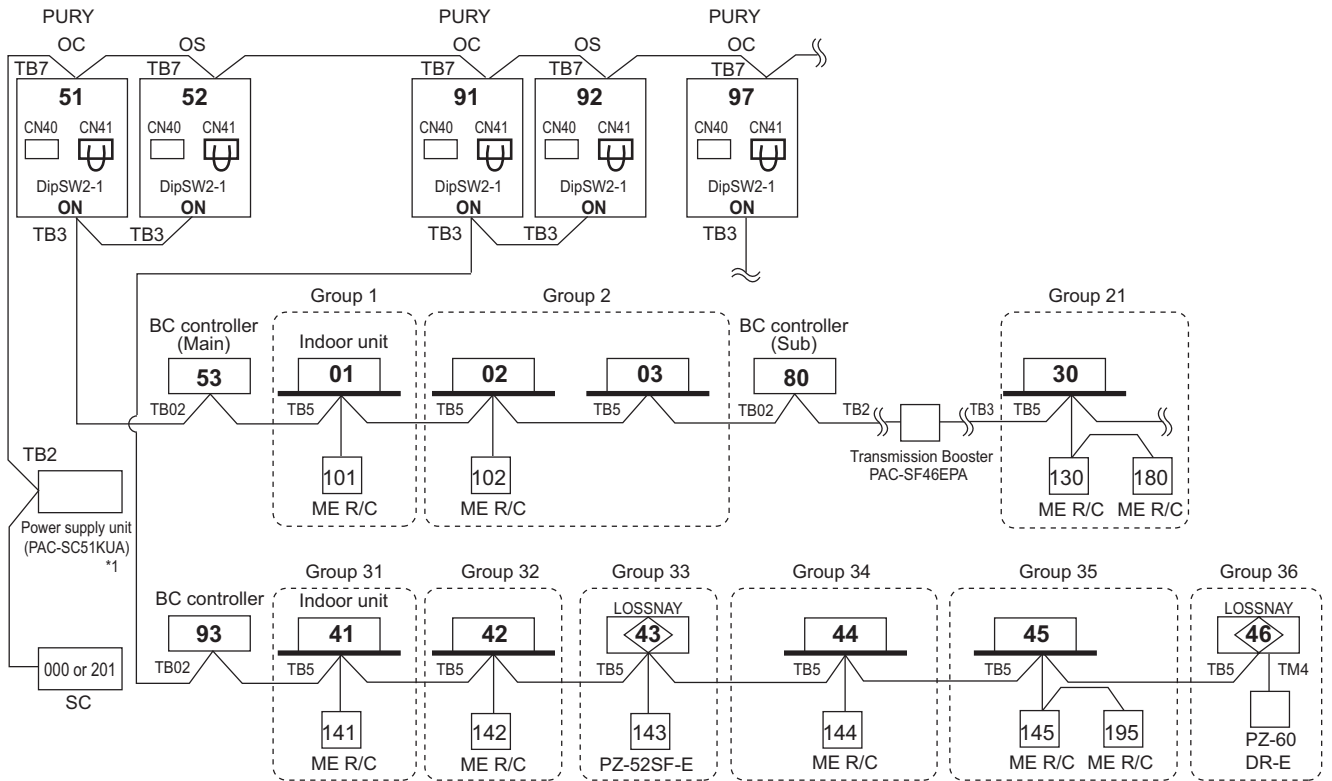 PURY PURY
OC OS OC OS OC
TB7 TB7 TB7 TB7 TB7
51 52 91 92 97
CN40 CN41 CN40 CN41 CN40 CN41 CN40 CN41 CN40 CN41
DipSW2-1 DipSW2-1 DipSW2-1 DipSW2-1 DipSW2-1
ON ON ON ON ON
TB3 TB3 TB3 TB3 TB3
Group 1 Group 2 Group 21
BC controller
(Main)
Indoor unit
BC controller
(Sub)
53 01 02 03 80 30
TB02 TB5 TB5 TB5 TB02 TB2 TB3 TB5
Transmission Booster
PAC-SF46EPA
101 102 130 180
ME R/C ME R/C ME R/C ME R/C
TB2
Power supply unit
(PAC-SC51KUA)
*1
Group 31 Group 32 Group 33 Group 34 Group 35 Group 36
BC controller Indoor unit LOSSNAY LOSSNAY
93 41 42 43 44 45 46
TB02 TB5 TB5 TB5 TB5 TB5 TB5 TM4
000 or 201
SC
141 142 143 144 145 195
ME R/C ME R/C PZ-52SF-E ME R/C ME R/C ME R/C
PZ-60
DR-E